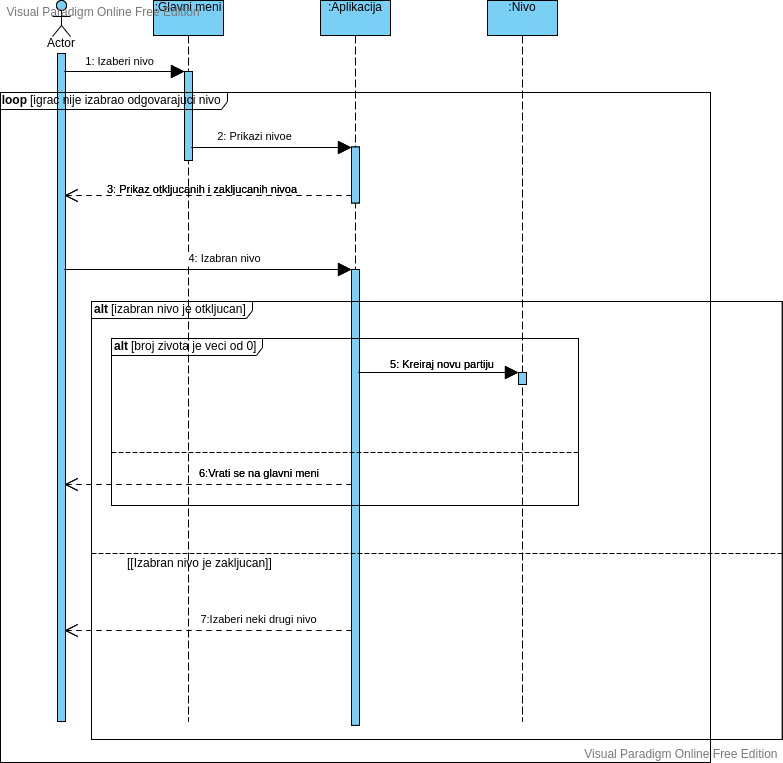 Visual Paradigm Online Free Edition
:Glavni meni
:Aplikacija
:Nivo
Actor
1: Izaberi nivo
loop [igrac nije izabrao odgovarajuci nivo
2: Prikazi nivoe
3: Prikaz otkljucanih i zakljucanih nivoa
4: Izabran nivo
alt [izabran nivo je otkljucan]
alt [broj zivota je veci od 0]
5: Kreiraj novu partiju
6:Vrati se na glavni meni
[[Izabran nivo je zakljucan]]
7:Izaberi neki drugi nivo
Visual Paradigm Online Free Edition